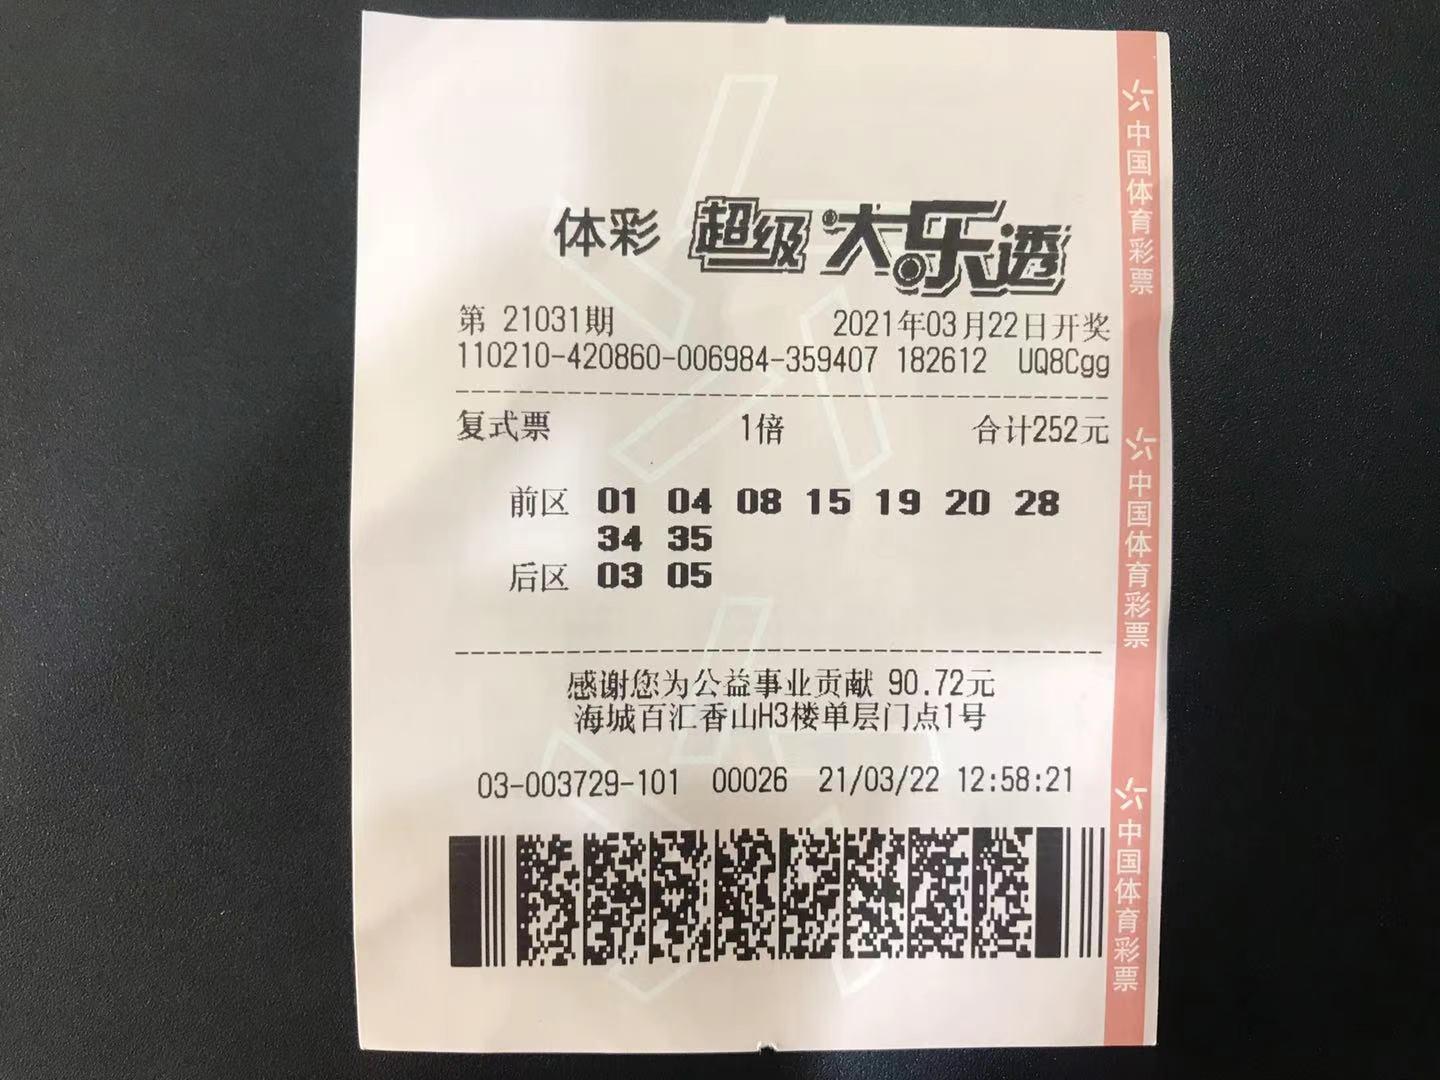 体彩 超级大乐透
第 21031期 2021年03月22日开奖
110210-420860-006984-359407 182612 UQ8Cgg
复式票 1倍 合计252元
前区 01 04 08 15 19 20 28
34 35
后区 03 05
感谢您为公益事业贡献 90.72元
海城百汇香山H3楼单层门点1号
03-003729-101 00026 21/03/22 12:58:21
中国体育彩票
中国体育彩票
中国体育彩票